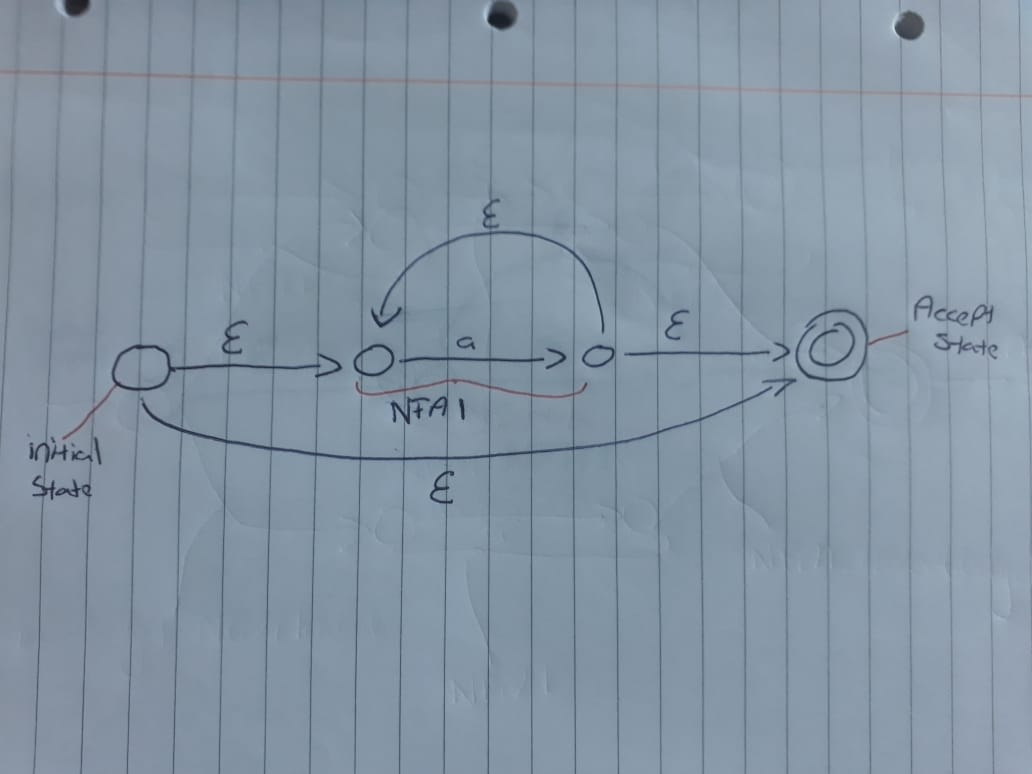 ε
ε
a
ε
Accept
State
NFA 1
initial
State
ε